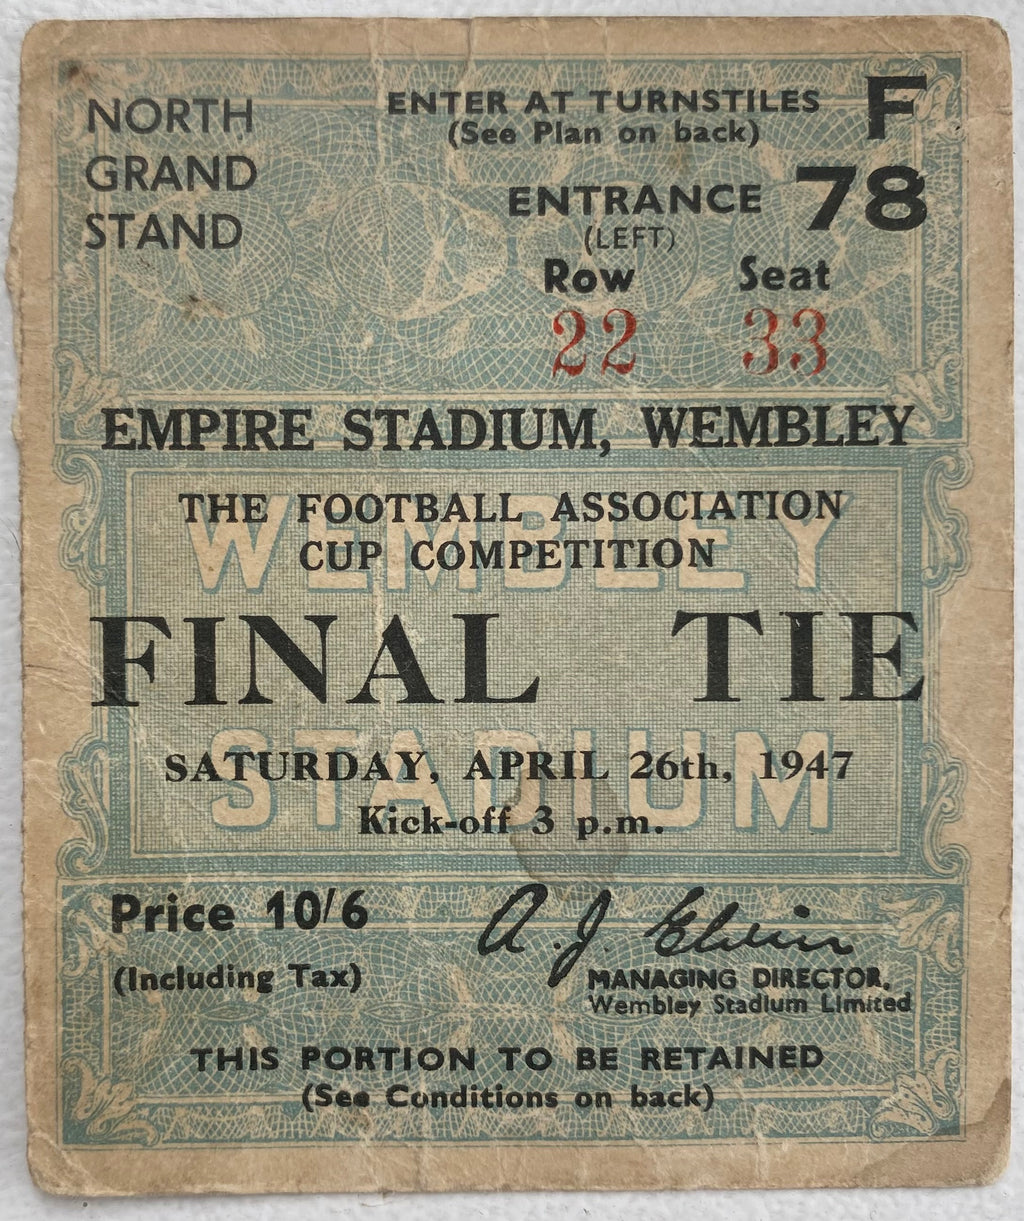 NORTH
GRAND
STAND
ENTER AT TURNSTILES F
(See Plan on back)
ENTRANCE 78
(LEFT)
Row Seat
22 33
EMPIRE STADIUM, WEMBLEY
WEMBLEY
THE FOOTBALL ASSOCIATION
CUP COMPETITION
FINAL TIE
STADIUM
SATURDAY, APRIL 26th, 1947
Kick-off 3 p.m.
Price 10/6
(Including Tax)
A. J. Elvin
MANAGING DIRECTOR.
Wembley Stadium Limited
THIS PORTION TO BE RETAINED
(See Conditions on back)